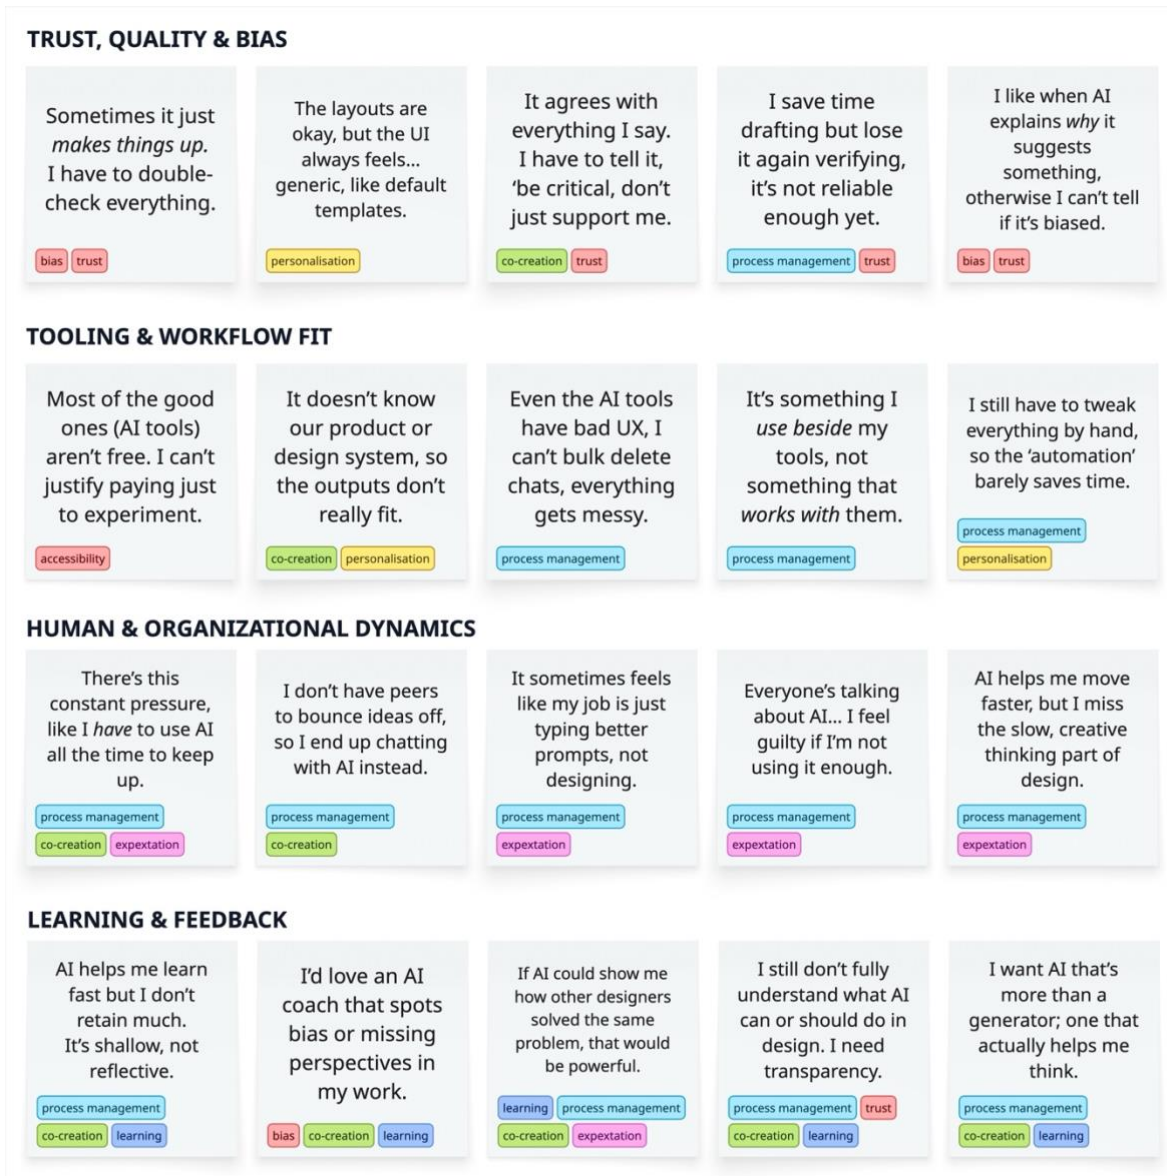 TRUST, QUALITY & BIAS
Sometimes it just
makes things up.
I have to double-
check everything.
bias trust
The layouts are
okay, but the UI
always feels...
generic, like default
templates.
personalisation
It agrees with
everything I say.
I have to tell it,
‘be critical, don’t
just support me.
co-creation trust
I save time
drafting but lose
it again verifying,
it’s not reliable
enough yet.
process management trust
I like when AI
explains why it
suggests
something,
otherwise I can’t tell
if it’s biased.
bias trust
TOOLING & WORKFLOW FIT
Most of the good
ones (AI tools)
aren’t free. I can’t
justify paying just
to experiment.
accessibility
It doesn’t know
our product or
design system, so
the outputs don’t
really fit.
co-creation personalisation
Even the AI tools
have bad UX, I
can’t bulk delete
chats, everything
gets messy.
process management
It’s something I
use beside my
tools, not
something that
works with them.
process management
I still have to tweak
everything by hand,
so the ‘automation’
barely saves time.
process management
personalisation
HUMAN & ORGANIZATIONAL DYNAMICS
There’s this
constant pressure,
like I have to use AI
all the time to keep
up.
process management
co-creation expextation
I don’t have peers
to bounce ideas off,
so I end up chatting
with AI instead.
process management
co-creation
It sometimes feels
like my job is just
typing better
prompts, not
designing.
process management
expextation
Everyone’s talking
about AI... I feel
guilty if I’m not
using it enough.
process management
expextation
AI helps me move
faster, but I miss
the slow, creative
thinking part of
design.
process management
expextation
LEARNING & FEEDBACK
AI helps me learn
fast but I don’t
retain much.
It’s shallow, not
reflective.
process management
co-creation learning
I’d love an AI
coach that spots
bias or missing
perspectives in
my work.
bias co-creation learning
If AI could show me
how other designers
solved the same
problem, that would
be powerful.
learning process management
co-creation expextation
I still don’t fully
understand what AI
can or should do in
design. I need
transparency.
process management trust
co-creation learning
I want AI that’s
more than a
generator; one that
actually helps me
think.
process management
co-creation learning